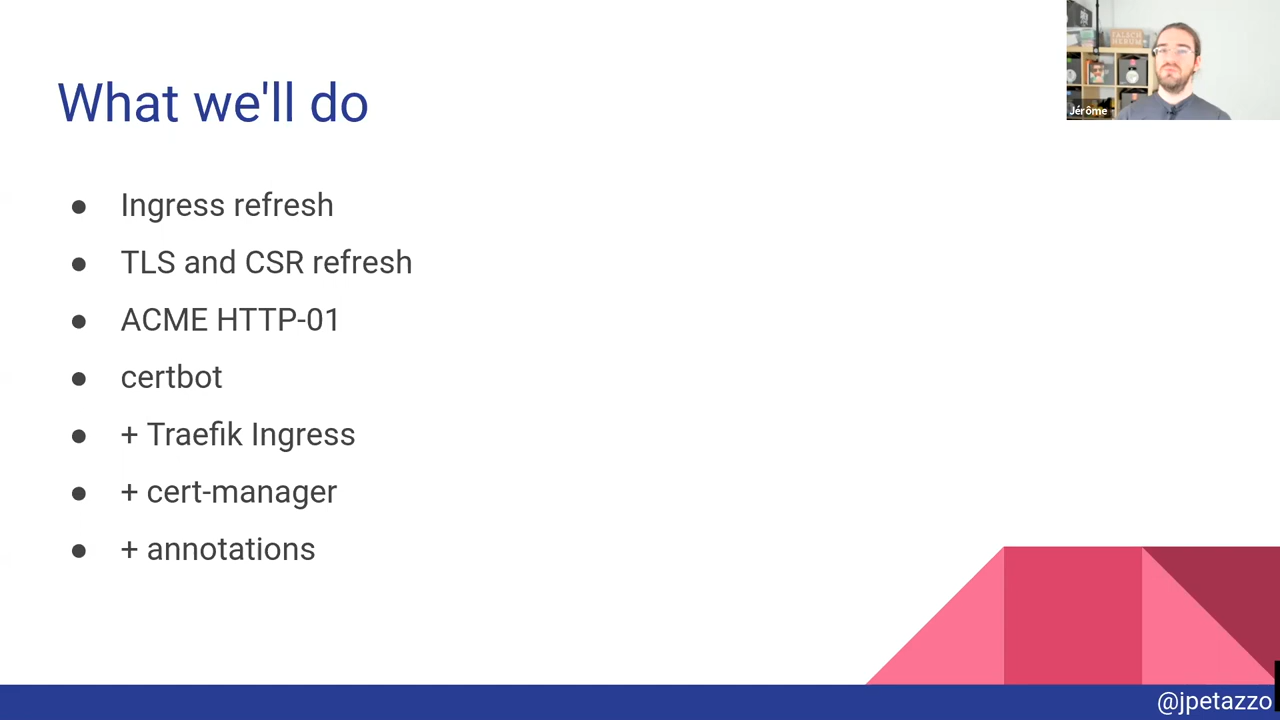 What we'll do
Jérôme
● Ingress refresh
● TLS and CSR refresh
● ACME HTTP-01
● certbot
● + Traefik Ingress
● + cert-manager
● + annotations
@jpetazzo